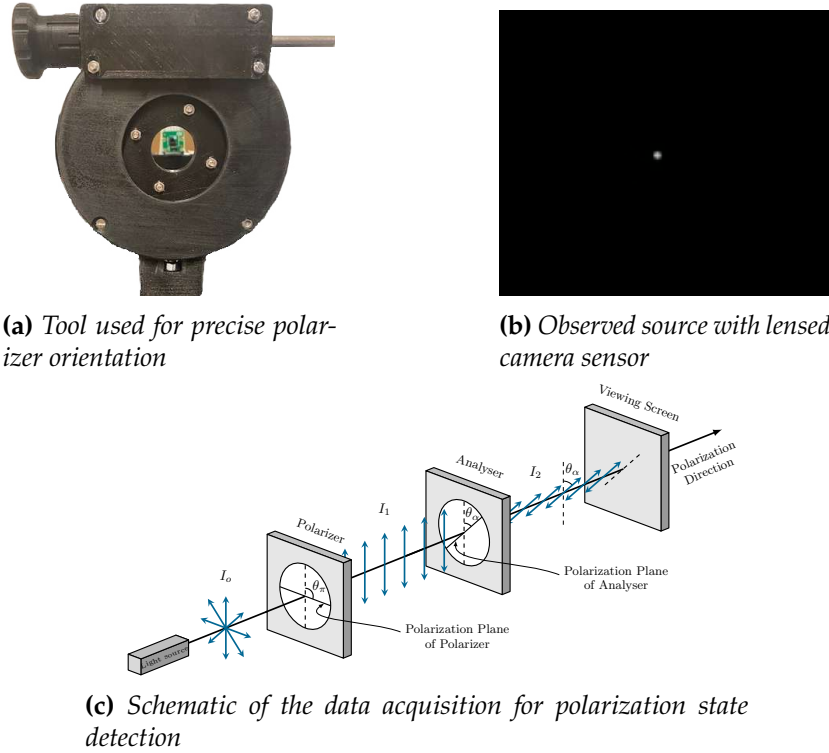 (a) Tool used for precise polar-
izer orientation
(b) Observed source with lensed
camera sensor
Viewing Screen
Polarization
Direction
θα
I2
Analyser
θα
I1
Polarization Plane
of Analyser
Polarizer
θπ
Io
Polarization Plane
of Polarizer
Light source
(c) Schematic of the data acquisition for polarization state
detection